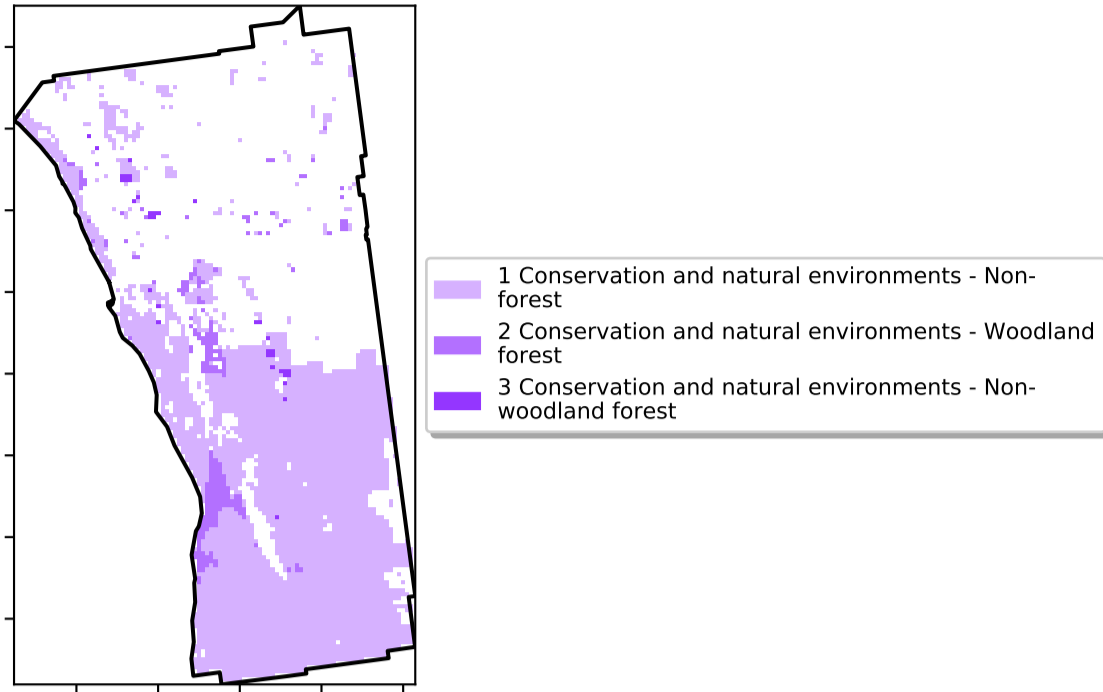 1 Conservation and natural environments - Non-
forest
2 Conservation and natural environments - Woodland
forest
3 Conservation and natural environments - Non-
woodland forest